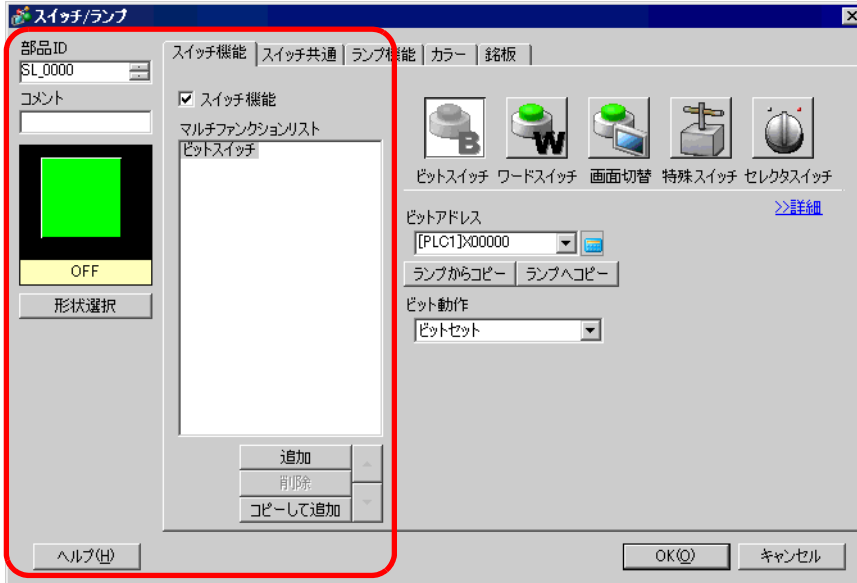 スイッチ/ランプ
部品ID
SL_0000
コメント
OFF
形状選択
スイッチ機能 スイッチ共通 ランプ機能 カラー 銘板
スイッチ機能
マルチファンクションリスト
ビットスイッチ
追加
削除
コピーして追加
ビットスイッチ ワードスイッチ 画面切替 特殊スイッチ セレクタスイッチ
>>詳細
ビットアドレス
[PLC1]X00000
ランプからコピー ランプへコピー
ビット動作
ビットセット
ヘルプ(H)
OK(O) キャンセル